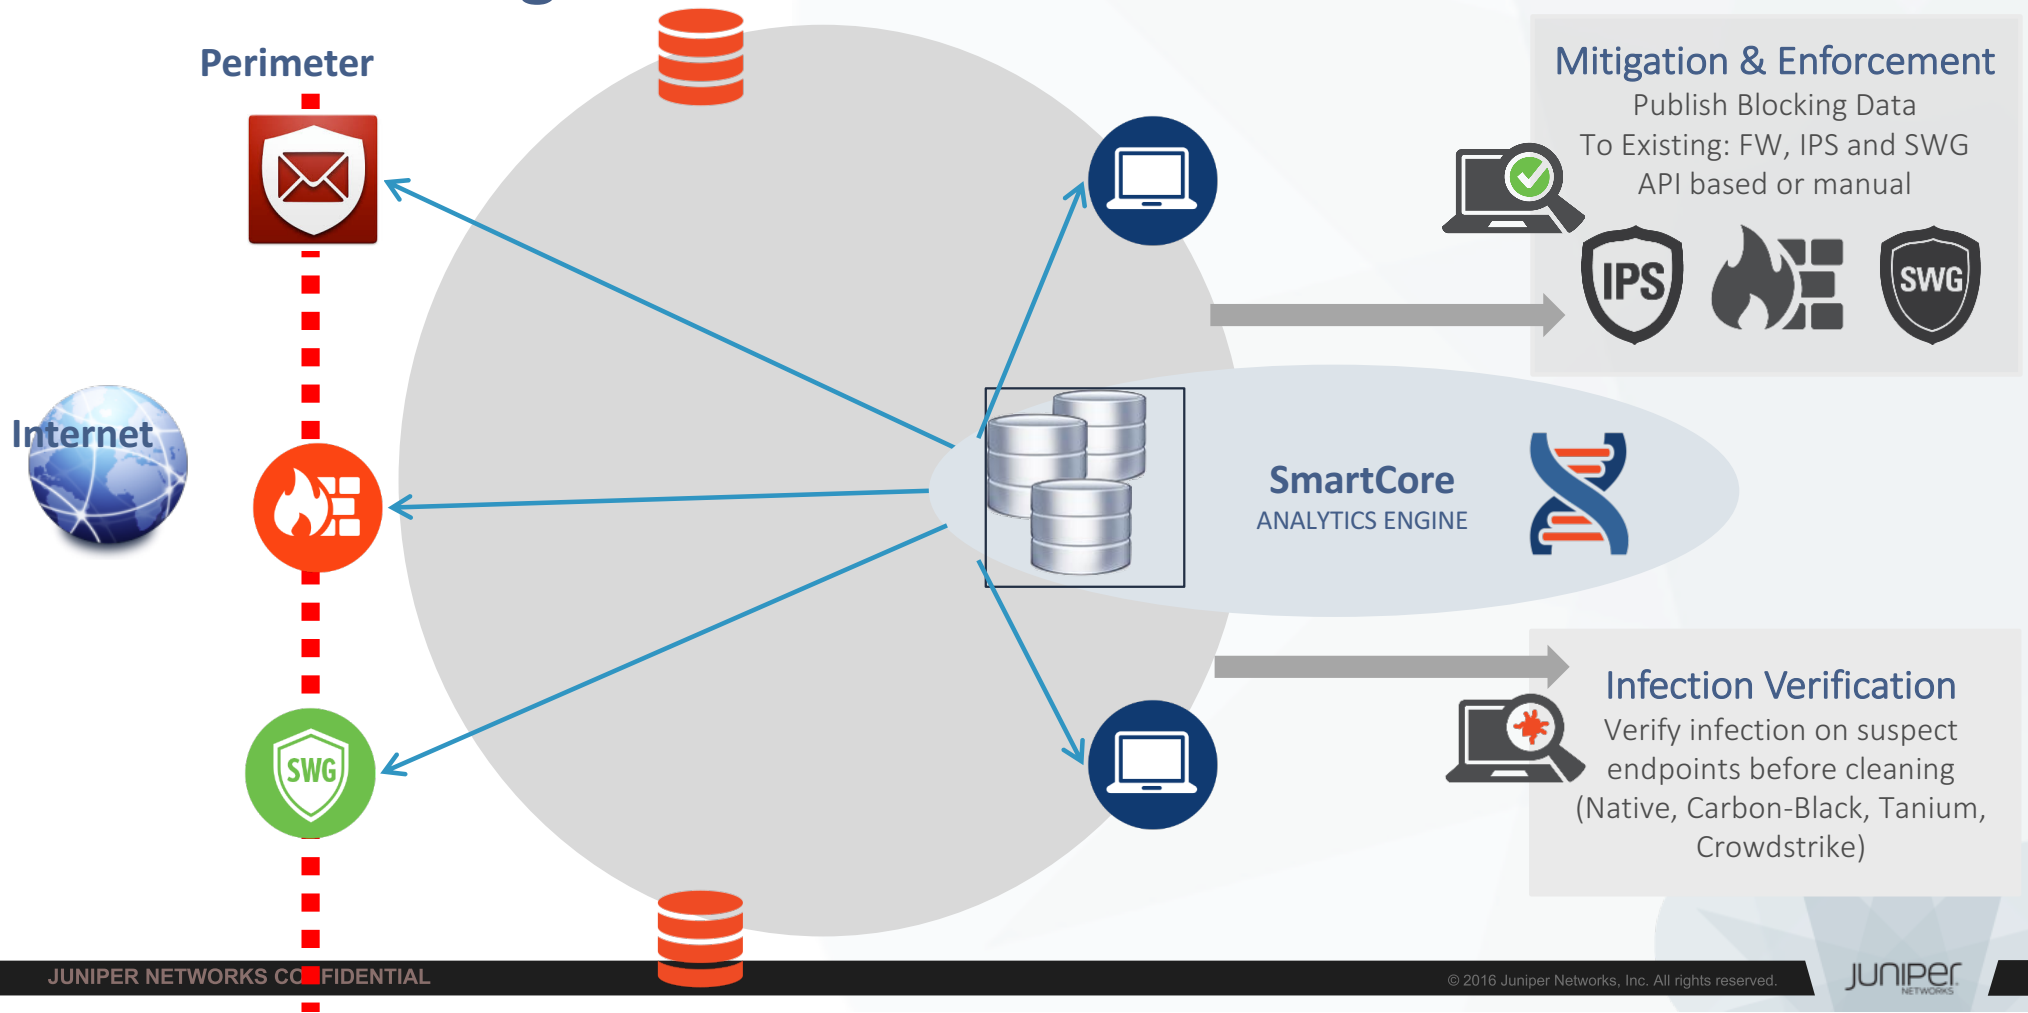 Perimeter
Internet
SWG
SmartCore
ANALYTICS ENGINE
Mitigation & Enforcement
Publish Blocking Data
To Existing: FW, IPS and SWG
API based or manual
IPS
SWG
Infection Verification
Verify infection on suspect
endpoints before cleaning
(Native, Carbon-Black, Tanium,
Crowdstrike)
JUNIPER NETWORKS CO FIDENTIAL
© 2016 Juniper Networks, Inc. All rights reserved.
JUNIPER
NETWORKS